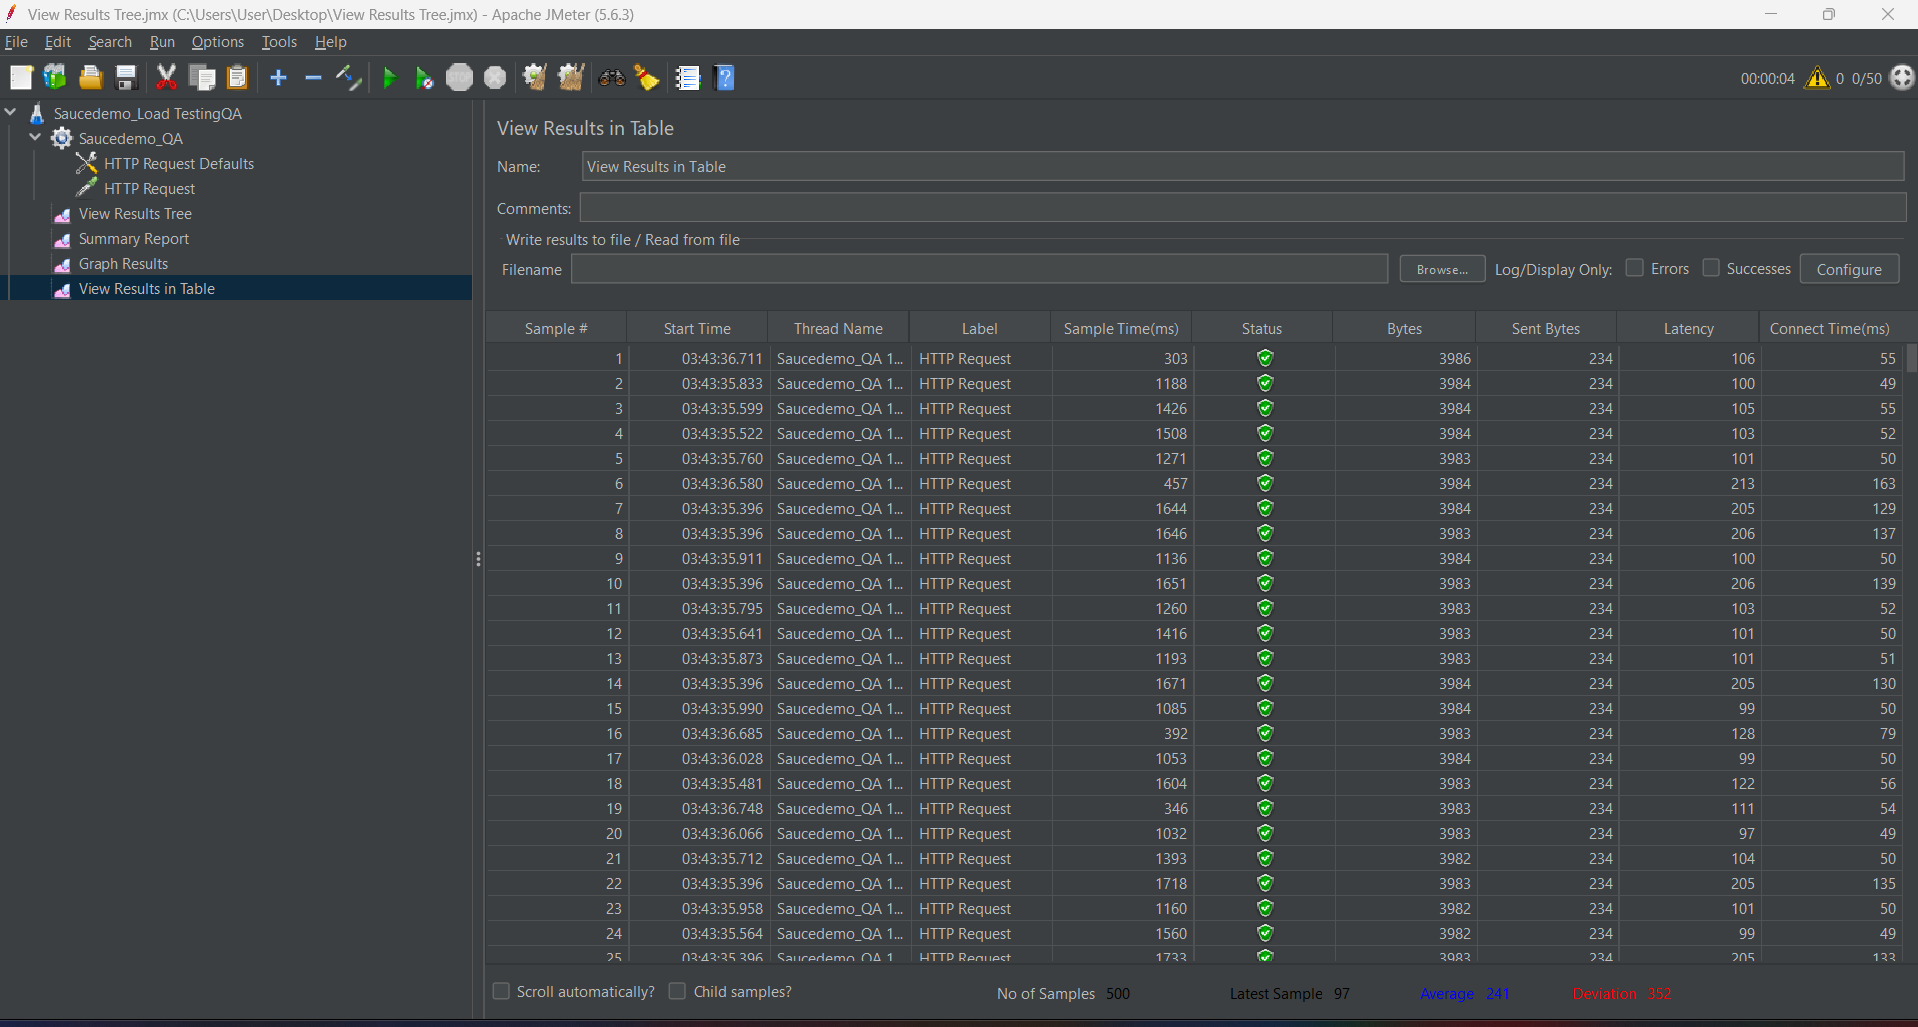 View Results Tree.jmx (C:\Users\User\Desktop\View Results Tree.jmx) - Apache JMeter (5.6.3)
File Edit Search Run Options Tools Help
STOP 00:00:04 0 0/50
Saucedemo_Load TestingQA
Saucedemo_QA
HTTP Request Defaults
HTTP Request
View Results Tree
Summary Report
Graph Results
View Results in Table
View Results in Table
Name: View Results in Table
Comments:
Write results to file / Read from file
Filename Browse... Log/Display Only: Errors Successes Configure
Sample # Start Time Thread Name Label Sample Time(ms) Status Bytes Sent Bytes Latency Connect Time(ms)
1 03:43:36.711 Saucedemo_QA 1... HTTP Request 303 3986 234 106 55
2 03:43:35.833 Saucedemo_QA 1... HTTP Request 1188 3984 234 100 49
3 03:43:35.599 Saucedemo_QA 1... HTTP Request 1426 3984 234 105 55
4 03:43:35.522 Saucedemo_QA 1... HTTP Request 1508 3984 234 103 52
5 03:43:35.760 Saucedemo_QA 1... HTTP Request 1271 3983 234 101 50
6 03:43:36.580 Saucedemo_QA 1... HTTP Request 457 3984 234 213 163
7 03:43:35.396 Saucedemo_QA 1... HTTP Request 1644 3984 234 205 129
8 03:43:35.396 Saucedemo_QA 1... HTTP Request 1646 3983 234 206 137
9 03:43:35.911 Saucedemo_QA 1... HTTP Request 1136 3984 234 100 50
10 03:43:35.396 Saucedemo_QA 1... HTTP Request 1651 3983 234 206 139
11 03:43:35.795 Saucedemo_QA 1... HTTP Request 1260 3983 234 103 52
12 03:43:35.641 Saucedemo_QA 1... HTTP Request 1416 3983 234 101 50
13 03:43:35.873 Saucedemo_QA 1... HTTP Request 1193 3983 234 101 51
14 03:43:35.396 Saucedemo_QA 1... HTTP Request 1671 3984 234 205 130
15 03:43:35.990 Saucedemo_QA 1... HTTP Request 1085 3984 234 99 50
16 03:43:36.685 Saucedemo_QA 1... HTTP Request 392 3983 234 128 79
17 03:43:36.028 Saucedemo_QA 1... HTTP Request 1053 3984 234 99 50
18 03:43:35.481 Saucedemo_QA 1... HTTP Request 1604 3983 234 122 56
19 03:43:36.748 Saucedemo_QA 1... HTTP Request 346 3983 234 111 54
20 03:43:36.066 Saucedemo_QA 1... HTTP Request 1032 3983 234 97 49
21 03:43:35.712 Saucedemo_QA 1... HTTP Request 1393 3982 234 104 50
22 03:43:35.396 Saucedemo_QA 1... HTTP Request 1718 3983 234 205 135
23 03:43:35.958 Saucedemo_QA 1... HTTP Request 1160 3982 234 101 50
24 03:43:35.564 Saucedemo_QA 1... HTTP Request 1560 3982 234 99 49
25 03:43:35.396 Saucedemo_QA 1... HTTP Request 1733 3983 234 205 133
Scroll automatically? Child samples? No of Samples 500 Latest Sample 97 Average 241 Deviation 352